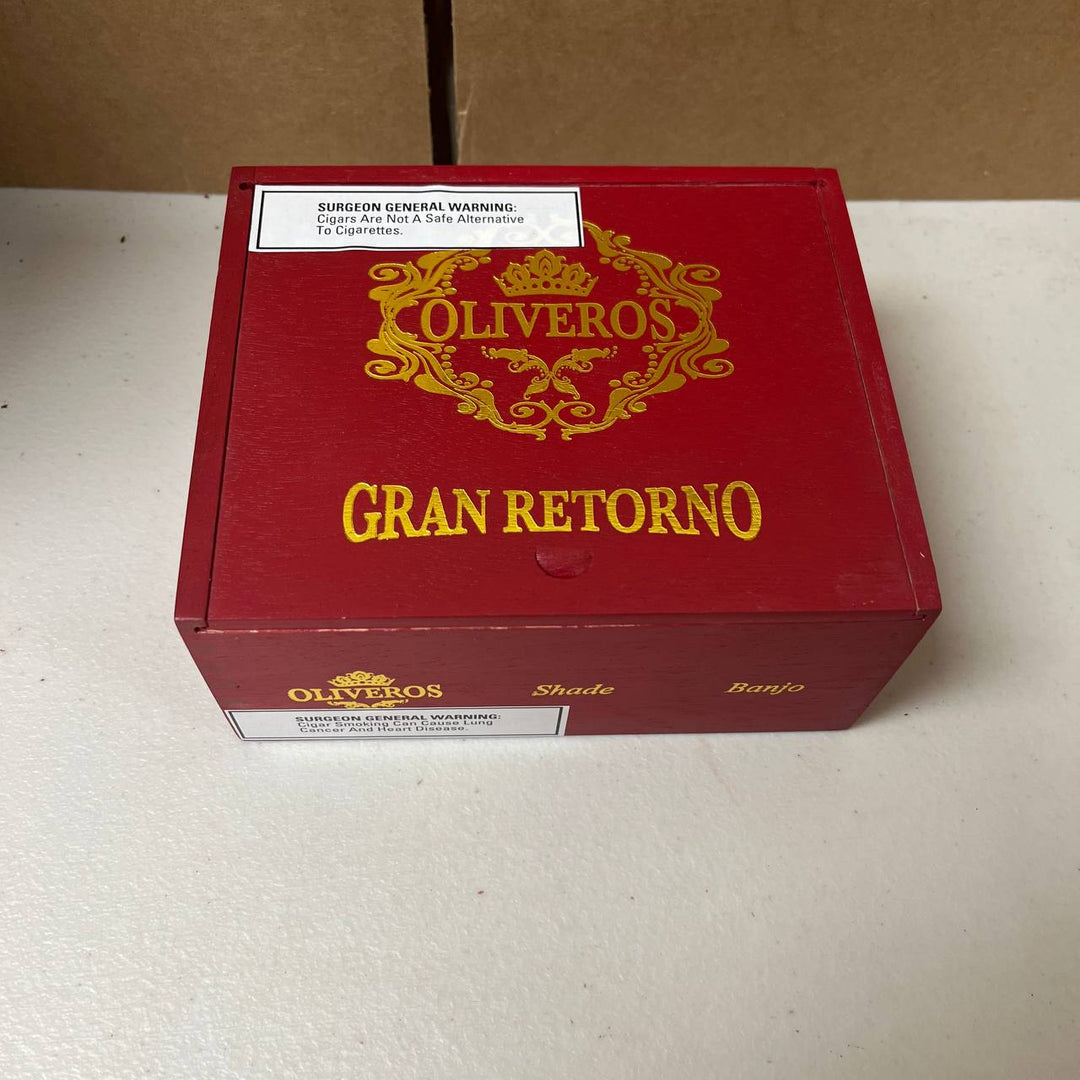 SURGEON GENERAL WARNING:
Cigars Are Not A Safe Alternative
To Cigarettes.
OLIVEROS
GRAN RETORNO
OLIVEROS Shade Banjo
SURGEON GENERAL WARNING:
Cigar Smoking Can Cause Lung
Cancer And Heart Disease.